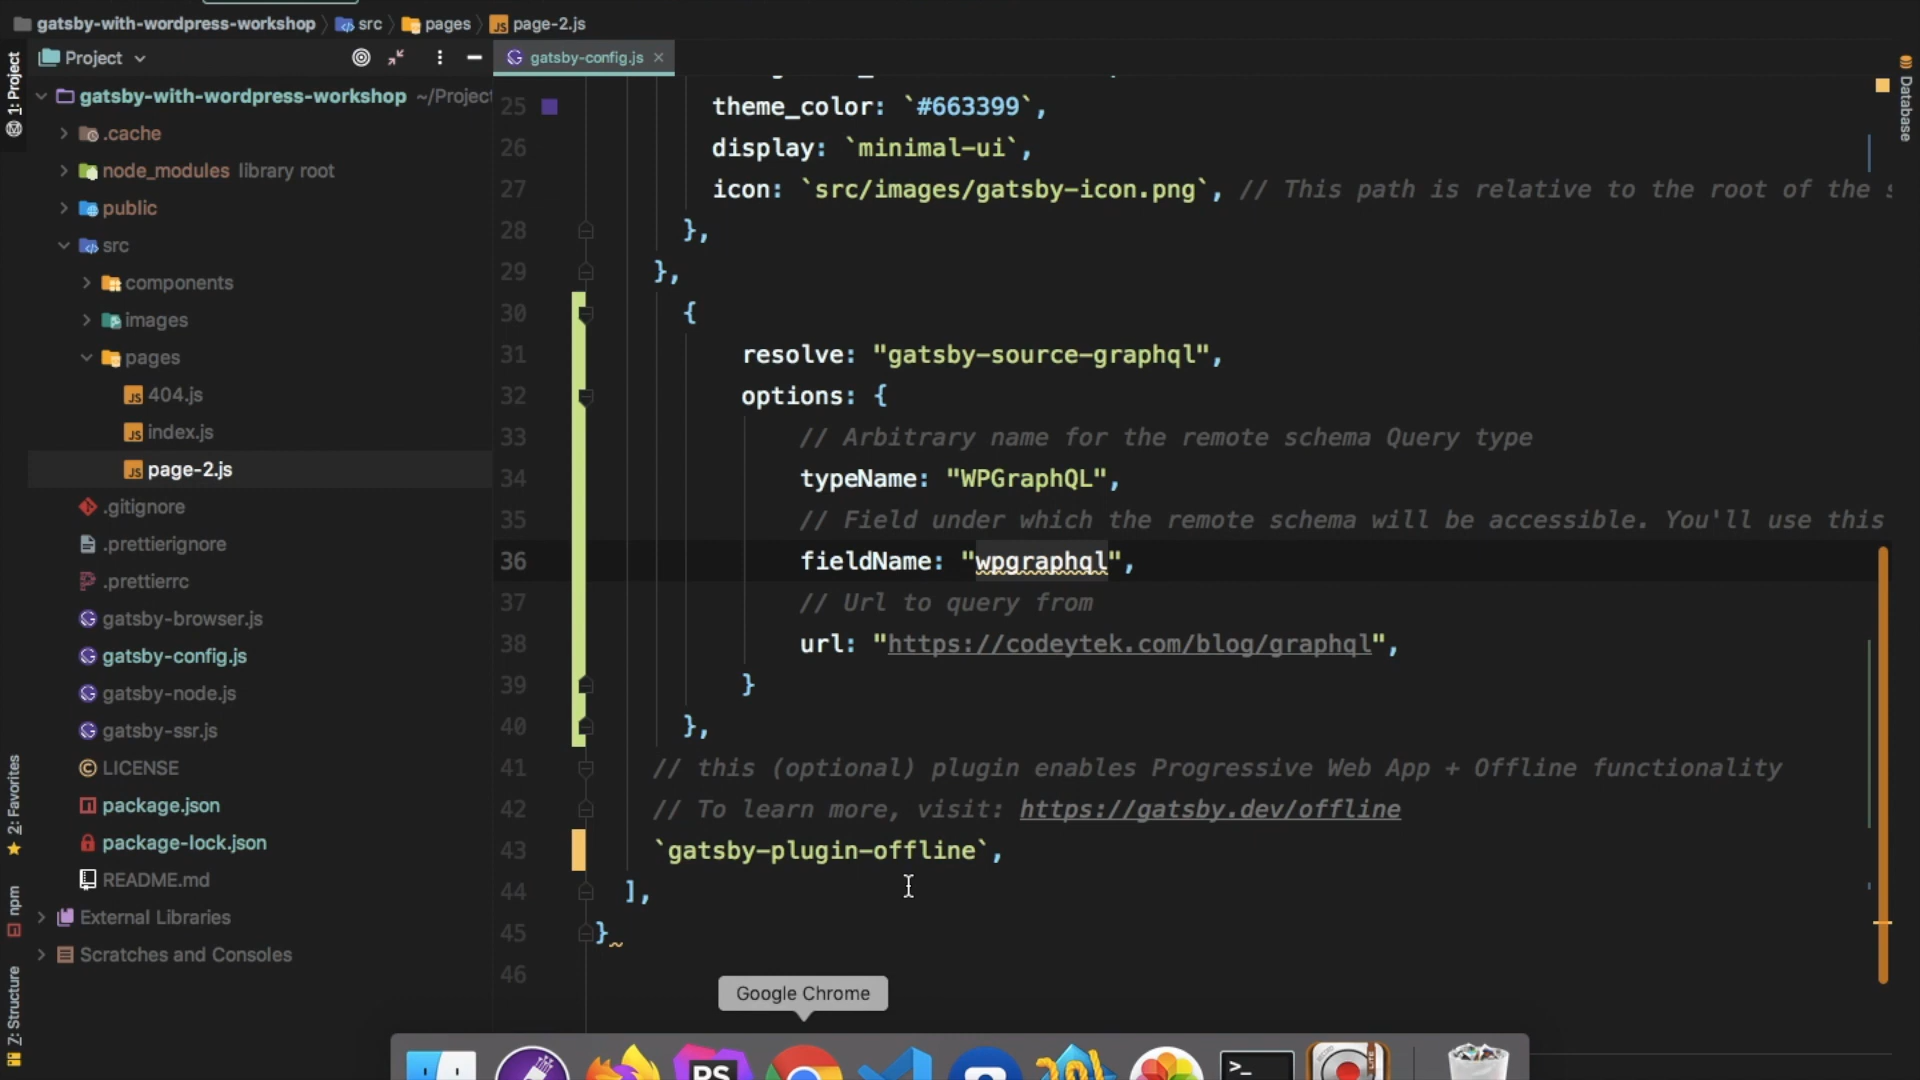 gatsby-with-wordpress-workshop src pages page-2.js
Project
gatsby-config.js
1: Project
2: Favorites
npm
Z: Structure
Database
gatsby-with-wordpress-workshop ~/Project
.cache
node_modules library root
public
src
components
images
pages
404.js
index.js
page-2.js
.gitignore
.prettierignore
.prettierrc
gatsby-browser.js
gatsby-config.js
gatsby-node.js
gatsby-ssr.js
LICENSE
package.json
package-lock.json
README.md
External Libraries
Scratches and Consoles
25 theme_color: `#663399`,
26 display: `minimal-ui`,
27 icon: `src/images/gatsby-icon.png`, // This path is relative to the root of the
28 },
29 },
30 {
31 resolve: "gatsby-source-graphql",
32 options: {
33 // Arbitrary name for the remote schema Query type
34 typeName: "WPGraphQL",
35 // Field under which the remote schema will be accessible. You'll use this
36 fieldName: "wpgraphql",
37 // Url to query from
38 url: "https://codeytek.com/blog/graphql",
39 }
40 },
41 // this (optional) plugin enables Progressive Web App + Offline functionality
42 // To learn more, visit: https://gatsby.dev/offline
43 `gatsby-plugin-offline`,
44 ],
45 }
46
Google Chrome
PS
>_